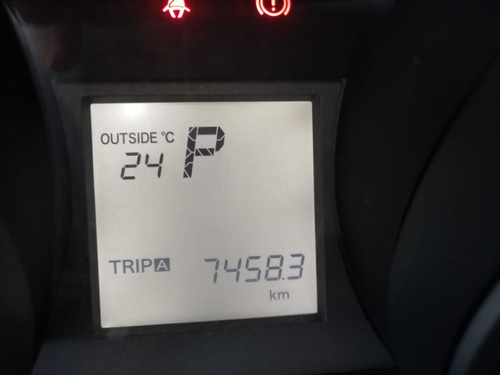 OUTSIDE °C P
24
TRIP A 7458.3
km